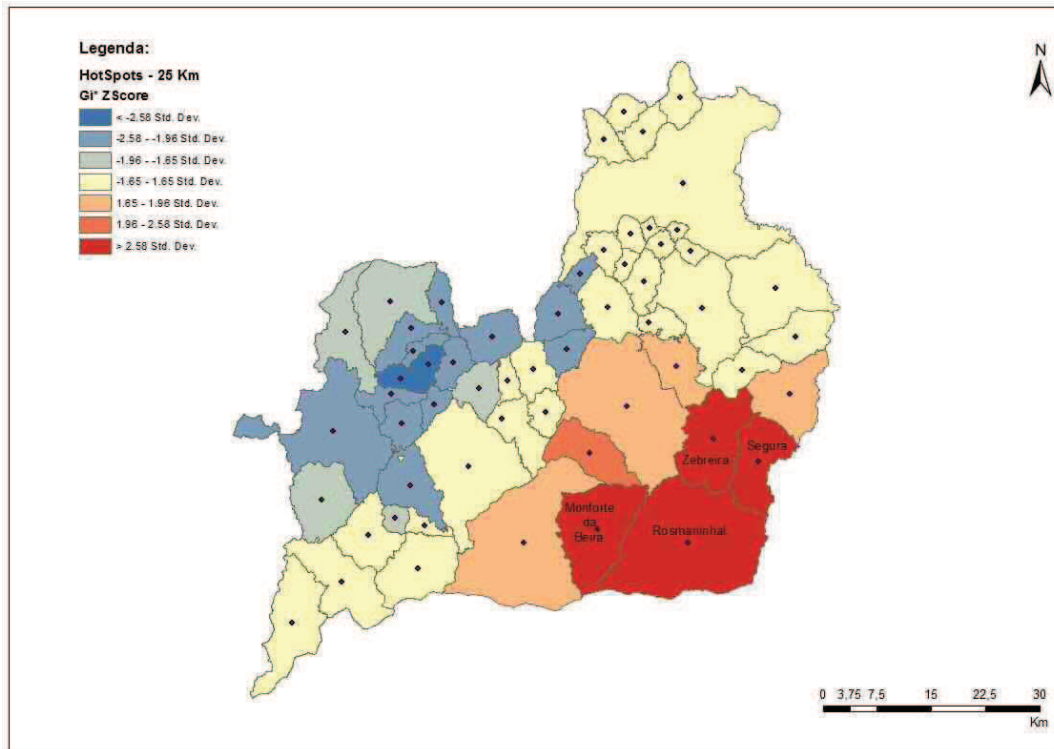 Legenda:
HotSpots - 25 Km
Gi* ZScore
< -2.58 Std. Dev.
-2.58 - -1.96 Std. Dev.
-1.96 - -1.65 Std. Dev.
-1.65 - 1.65 Std. Dev.
1.65 - 1.96 Std. Dev.
1.96 - 2.58 Std. Dev.
> 2.58 Std. Dev.
N
Segura
Zebreira
Monforte
da
Beira
Rosmaninhal
0 3,75 7,5 15 22,5 30
Km